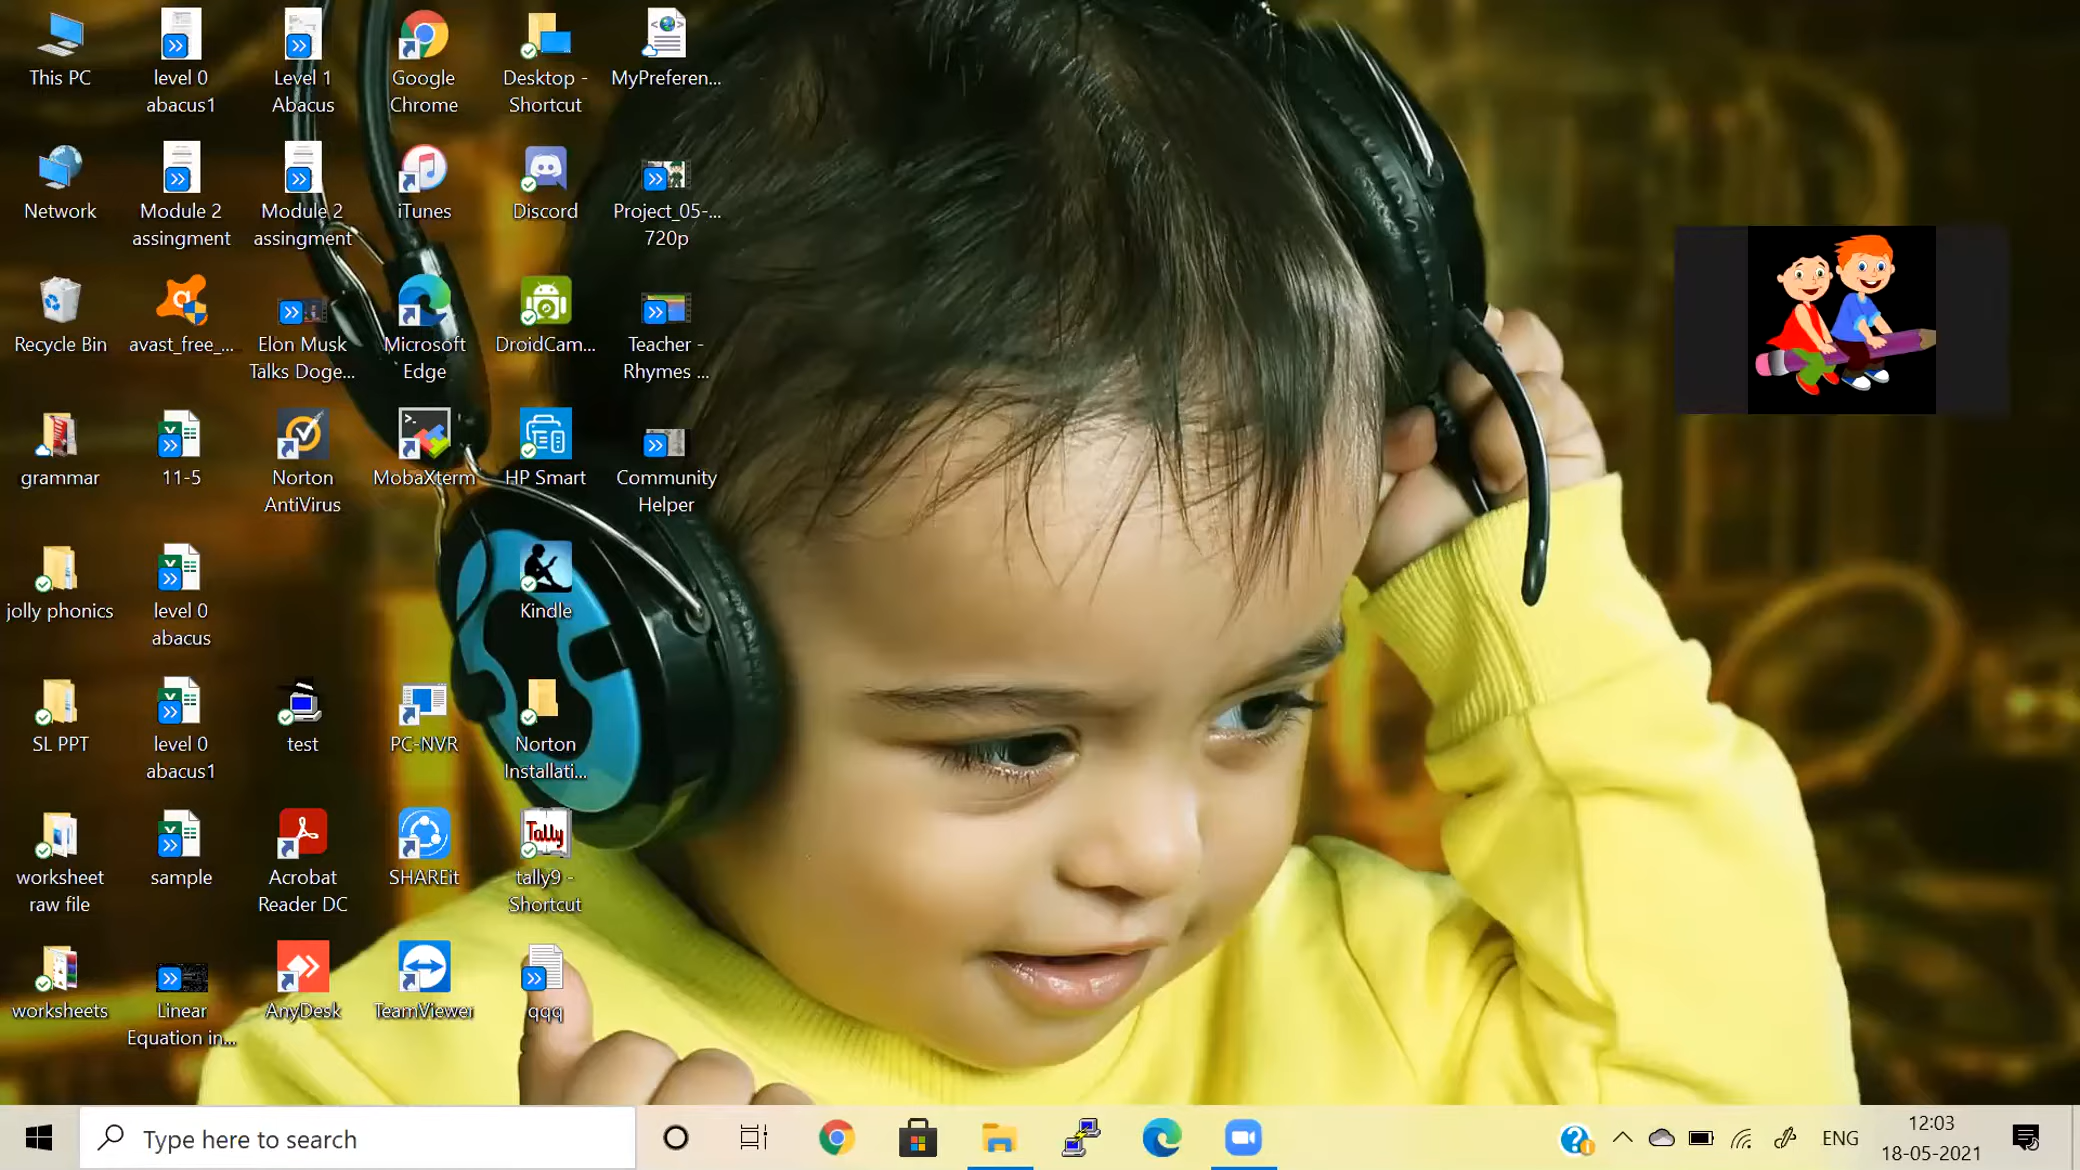 This PC
level 0
abacus1
Level 1
Abacus
Google
Chrome
Desktop -
Shortcut
MyPreferen...
Network
Module 2
assingment
Module 2
assingment
iTunes
Discord
Project_05-...
720p
Recycle Bin
avast_free_...
Elon Musk
Talks Doge...
Microsoft
Edge
DroidCam...
Teacher -
Rhymes ...
grammar
11-5
Norton
AntiVirus
MobaXterm
HP Smart
Community
Helper
jolly phonics
level 0
abacus
Kindle
SL PPT
level 0
abacus1
test
PC-NVR
Norton
Installati...
worksheet
raw file
sample
Acrobat
Reader DC
SHAREit
Tally
tally9 -
Shortcut
worksheets
Linear
Equation in...
AnyDesk
TeamViewer
qqq
Type here to search
ENG
12:03
18-05-2021